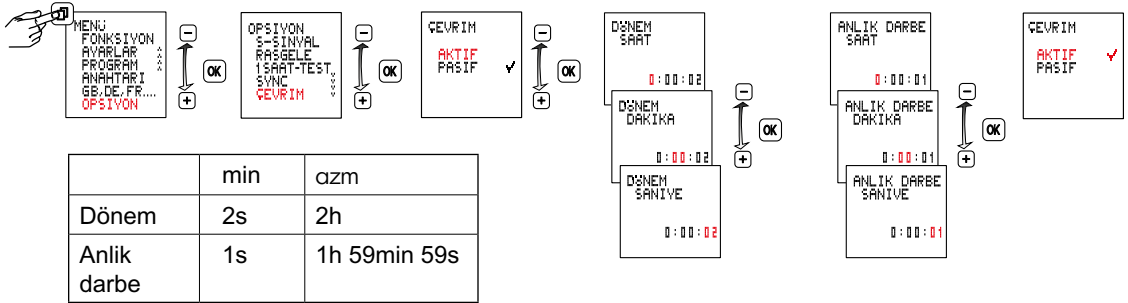 MENÜ
FONKSIYON
AYARLAR
PROGRAM
ANAHTARI
GB,DE,FR....
OPSIYON
OK
OPSIYON
S-SINYAL
RASGELE
1SAAT-TEST
SYNC
ÇEVRIM
OK
ÇEVRIM
AKTIF
PASIF
OK
DÖNEM
SAAT
0:00:02
DÖNEM
DAKIKA
0:00:02
DÖNEM
SANIYE
0:00:02
OK
ANLIK DARBE
SAAT
0:00:01
ANLIK DARBE
DAKIKA
0:00:01
ANLIK DARBE
SANIYE
0:00:01
OK
ÇEVRIM
AKTIF
PASIF
min azm
Dönem 2s 2h
Anlik 1s 1h 59min 59s
darbe